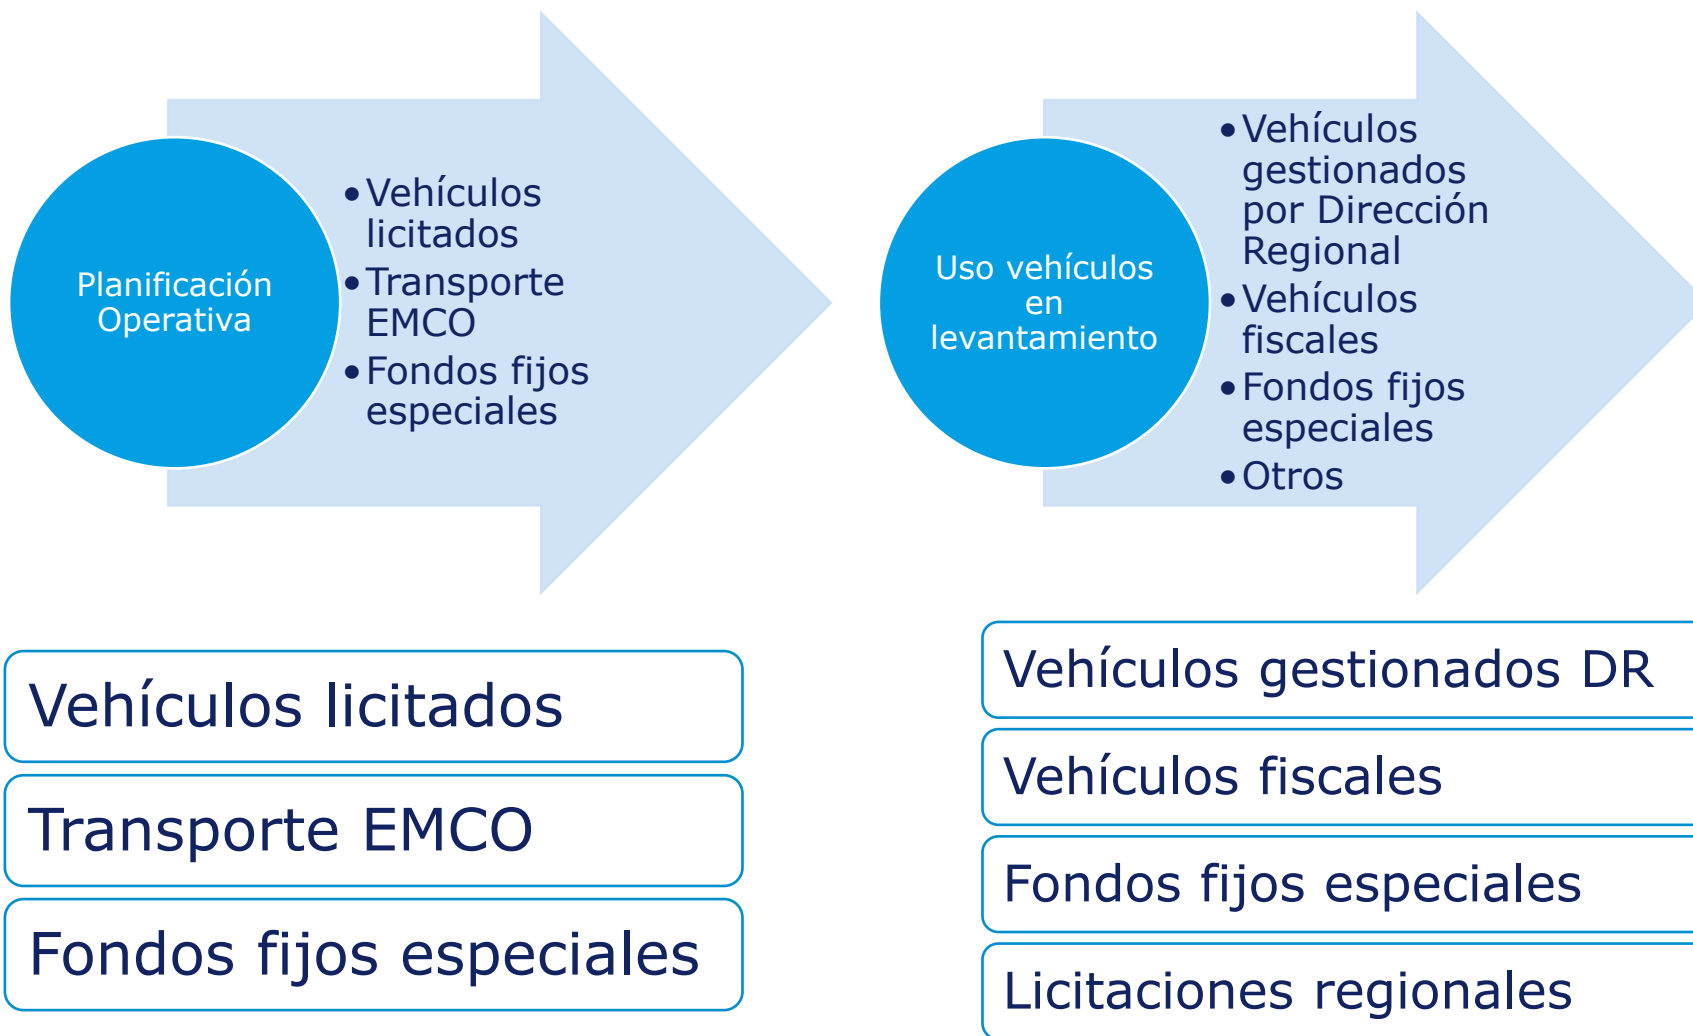 Planificación
Operativa
•Vehículos
licitados
•Transporte
EMCO
•Fondos fijos
especiales
Uso vehículos
en
levantamiento
•Vehículos
gestionados
por Dirección
Regional
•Vehículos
fiscales
•Fondos fijos
especiales
•Otros
Vehículos licitados
Transporte EMCO
Fondos fijos especiales
Vehículos gestionados DR
Vehículos fiscales
Fondos fijos especiales
Licitaciones regionales